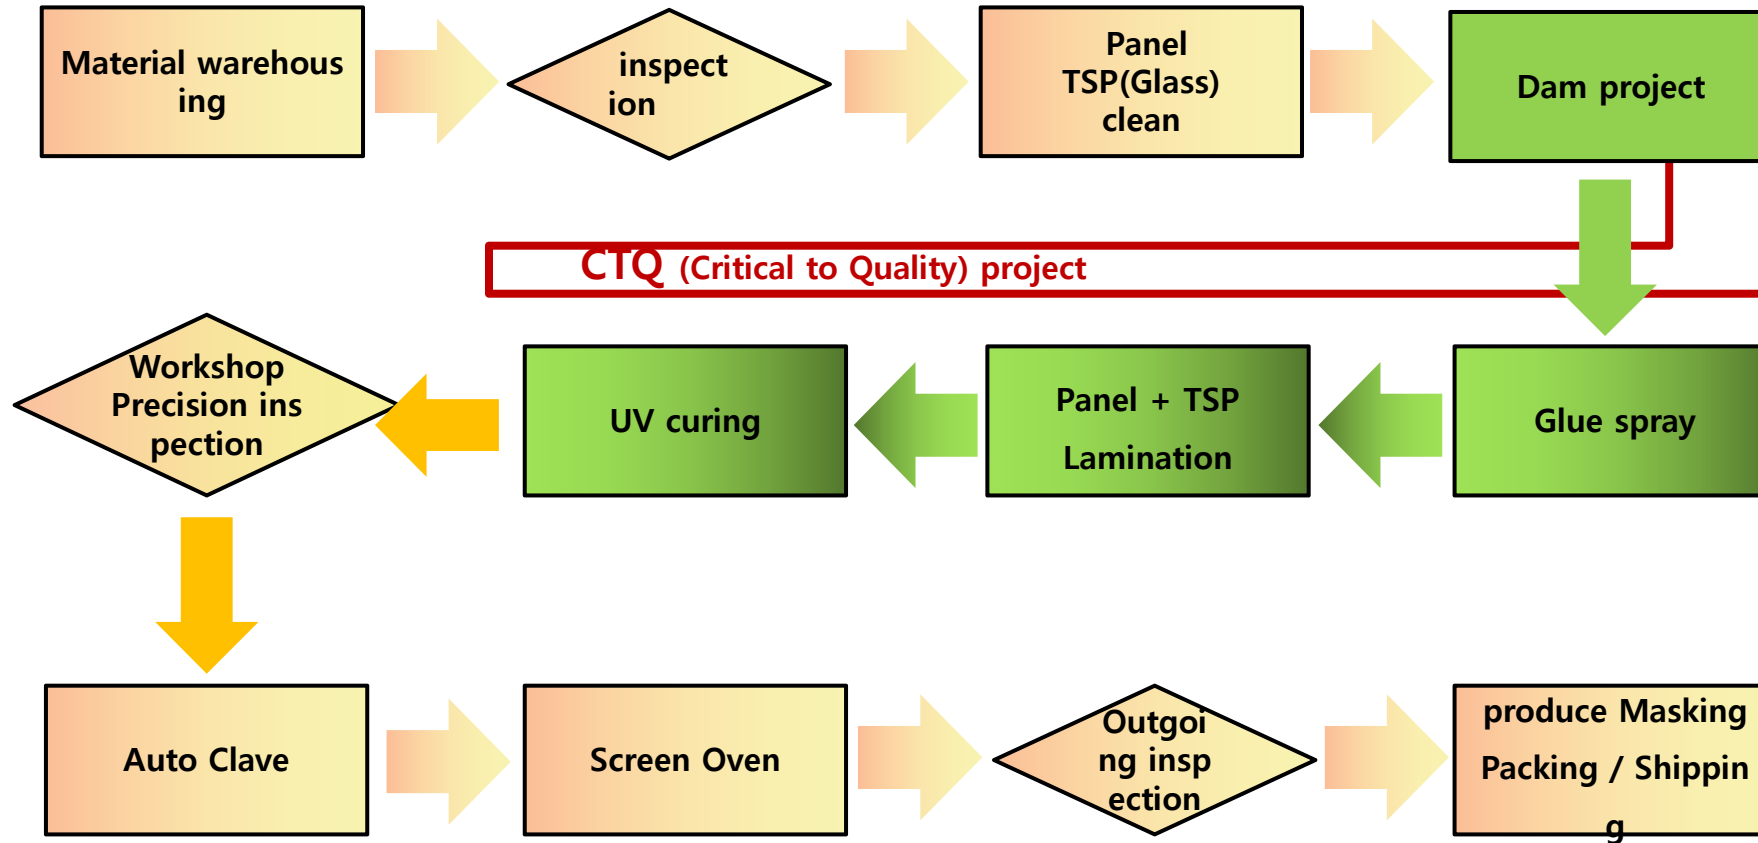 Material warehous
ing
inspect
ion
Panel
TSP(Glass)
clean
Dam project
CTQ (Critical to Quality) project
Workshop
Precision ins
pection
UV curing
Panel + TSP
Lamination
Glue spray
Auto Clave
Screen Oven
Outgoi
ng insp
ection
produce Masking
Packing / Shippin
g